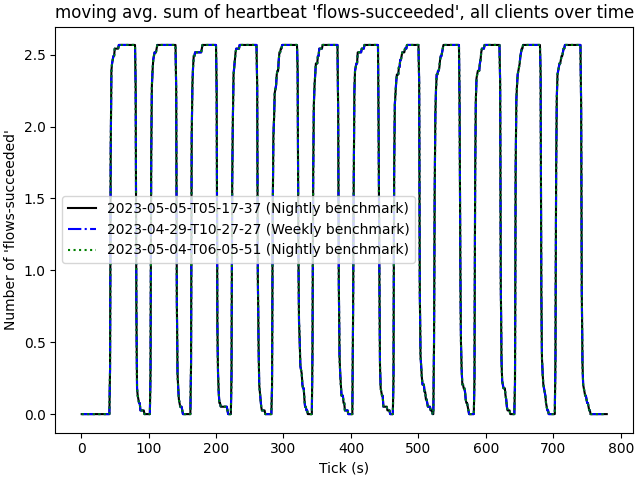 moving avg. sum of heartbeat 'flows-succeeded', all clients over time
Number of 'flows-succeeded'
2.5
2.0
1.5
1.0
0.5
0.0
2023-05-05-T05-17-37 (Nightly benchmark)
2023-04-29-T10-27-27 (Weekly benchmark)
2023-05-04-T06-05-51 (Nightly benchmark)
0 100 200 300 400 500 600 700 800
Tick (s)